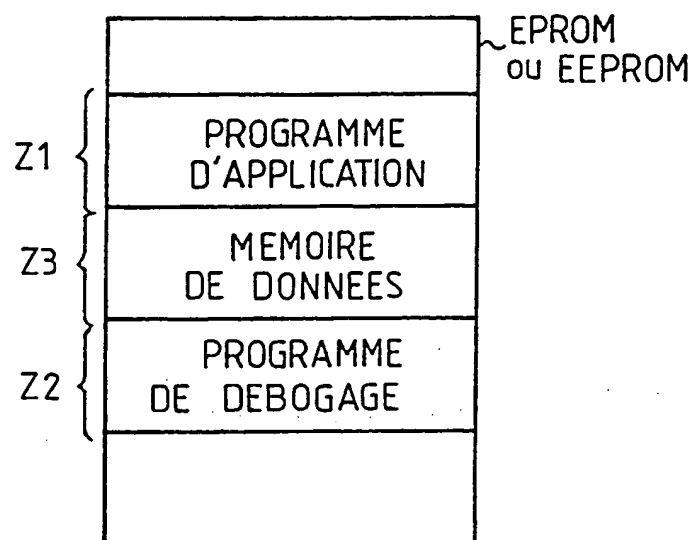 EPROM
ou EEPROM
Z1
PROGRAMME
D'APPLICATION
Z3
MEMOIRE
DE DONNEES
Z2
PROGRAMME
DE DEBOGAGE